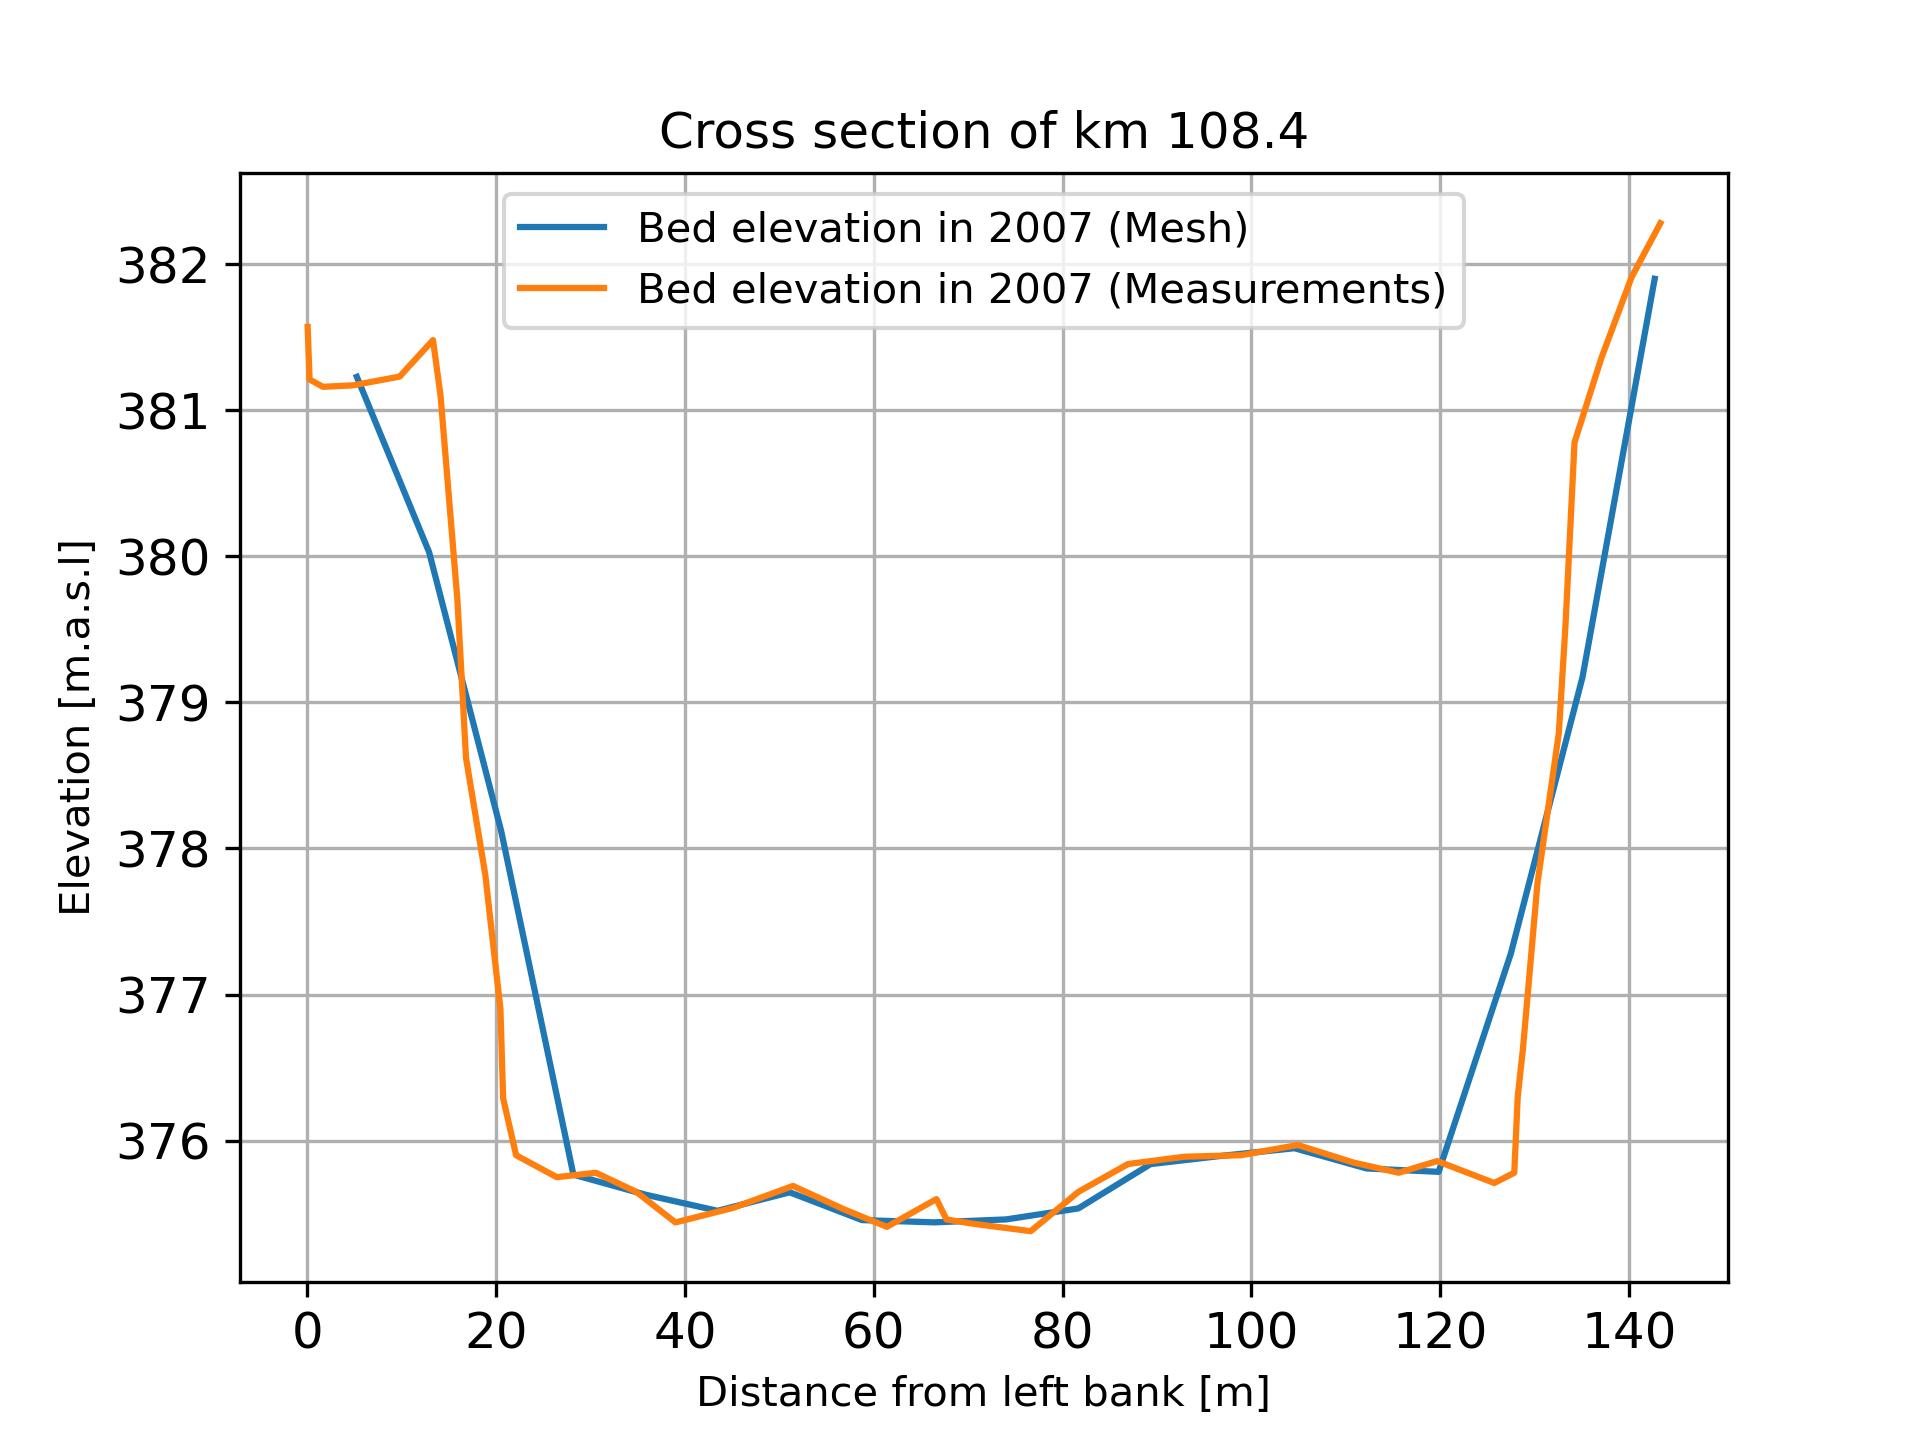 Cross section of km 108.4
Bed elevation in 2007 (Mesh)
Bed elevation in 2007 (Measurements)
Elevation [m.a.s.l]
382
381
380
379
378
377
376
0 20 40 60 80 100 120 140
Distance from left bank [m]